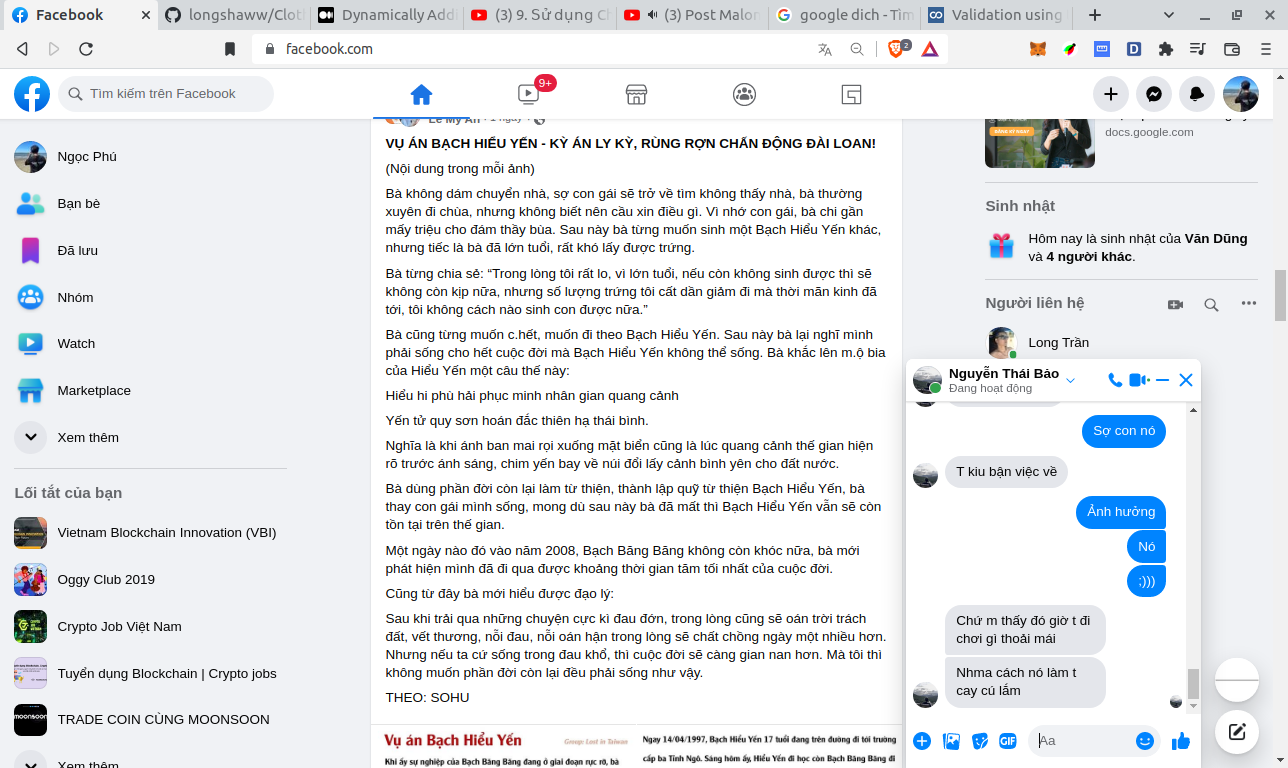 Facebook
longshaww/Clot
Dynamically Addi
(3) 9. Sử dụng Ch
(3) Post Malon
google dich - Tìm
Validation using
facebook.com
2
Tìm kiếm trên Facebook
9+
Ngọc Phú
Bạn bè
Đã lưu
Nhóm
Watch
Marketplace
Xem thêm
Lối tắt của bạn
Vietnam Blockchain Innovation (VBI)
Oggy Club 2019
Crypto Job Việt Nam
Tuyển dụng Blockchain | Crypto jobs
TRADE COIN CÙNG MOONSOON
Xem thêm
Le My An · 1 ngày ·
VỤ ÁN BẠCH HIỂU YẾN - KỲ ÁN LY KỲ, RÙNG RỢN CHẤN ĐỘNG ĐÀI LOAN!
(Nội dung trong mỗi ảnh)
Bà không dám chuyển nhà, sợ con gái sẽ trở về tìm không thấy nhà, bà thường
xuyên đi chùa, nhưng không biết nên cầu xin điều gì. Vì nhớ con gái, bà chi gần
mấy triệu cho đám thầy bùa. Sau này bà từng muốn sinh một Bạch Hiểu Yến khác,
nhưng tiếc là bà đã lớn tuổi, rất khó lấy được trứng.
Bà từng chia sẻ: “Trong lòng tôi rất lo, vì lớn tuổi, nếu còn không sinh được thì sẽ
không còn kịp nữa, nhưng số lượng trứng tôi cất dần giảm đi mà thời mãn kinh đã
tới, tôi không cách nào sinh con được nữa.”
Bà cũng từng muốn c.hết, muốn đi theo Bạch Hiểu Yến. Sau này bà lại nghĩ mình
phải sống cho hết cuộc đời mà Bạch Hiểu Yến không thể sống. Bà khắc lên m.ộ bia
của Hiểu Yến một câu thế này:
Hiểu hi phù hải phục minh nhân gian quang cảnh
Yến tử quy sơn hoán đắc thiên hạ thái bình.
Nghĩa là khi ánh ban mai rọi xuống mặt biển cũng là lúc quang cảnh thế gian hiện
rõ trước ánh sáng, chim yến bay về núi đổi lấy cảnh bình yên cho đất nước.
Bà dùng phần đời còn lại làm từ thiện, thành lập quỹ từ thiện Bạch Hiểu Yến, bà
thay con gái mình sống, mong dù sau này bà đã mất thì Bạch Hiểu Yến vẫn sẽ còn
tồn tại trên thế gian.
Một ngày nào đó vào năm 2008, Bạch Băng Băng không còn khóc nữa, bà mới
phát hiện mình đã đi qua được khoảng thời gian tăm tối nhất của cuộc đời.
Cũng từ đây bà mới hiểu được đạo lý:
Sau khi trải qua những chuyện cực kì đau đớn, trong lòng cũng sẽ oán trời trách
đất, vết thương, nỗi đau, nỗi oán hận trong lòng sẽ chất chồng ngày một nhiều hơn.
Nhưng nếu ta cứ sống trong đau khổ, thì cuộc đời sẽ càng gian nan hơn. Mà tôi thì
không muốn phần đời còn lại đều phải sống như vậy.
THEO: SOHU
Vụ án Bạch Hiểu Yến
Group: Lost in Taiwan
Khi ấy sự nghiệp của Bạch Băng Băng đang ở giai đoạn rực rỡ, bà
Ngày 14/04/1997, Bạch Hiểu Yến 17 tuổi đang trên đường đi tới trường
cấp ba Tỉnh Ngô. Sáng hôm ấy, Hiểu Yến đi học còn Bạch Băng Băng đi
ĐĂNG KÝ NGAY
docs.google.com
Sinh nhật
Hôm nay là sinh nhật của Văn Dũng
và 4 người khác.
Người liên hệ
Long Trần
Nguyễn Thái Bảo
Đang hoạt động
Sợ con nó
T kiu bận việc về
Ảnh hưởng
Nó
;)))
Chứ m thấy đó giờ t đi
chơi gì thoải mái
Nhma cách nó làm t
cay cú lắm
GIF
Aa